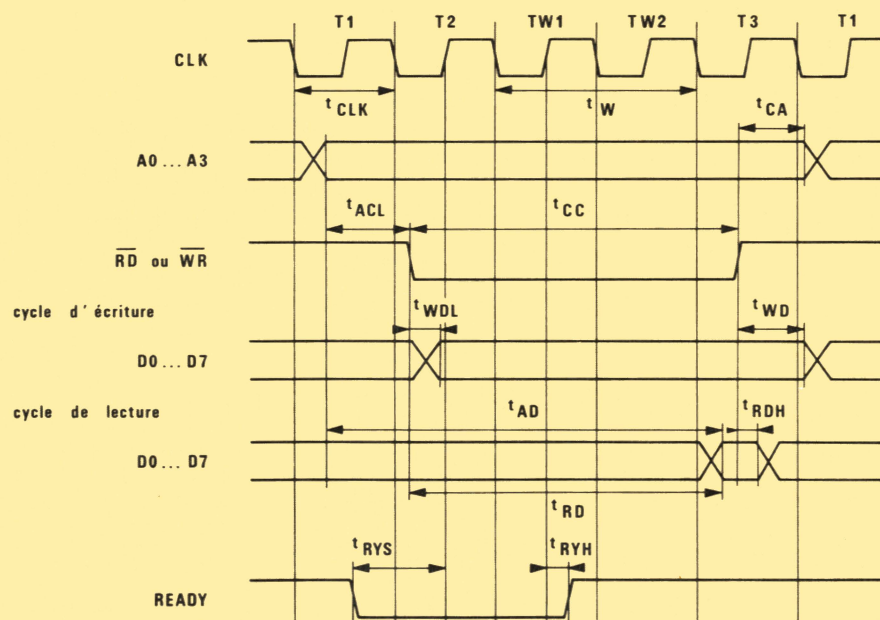 T1 T2 TW1 TW2 T3 T1
CLK
tCLK tW tCA
A0...A3
tACL tCC
RD ou WR
cycle d'écriture
tWDL tWD
D0...D7
cycle de lecture
tAD tRDH
D0...D7
tRD
tRYS tRYH
READY